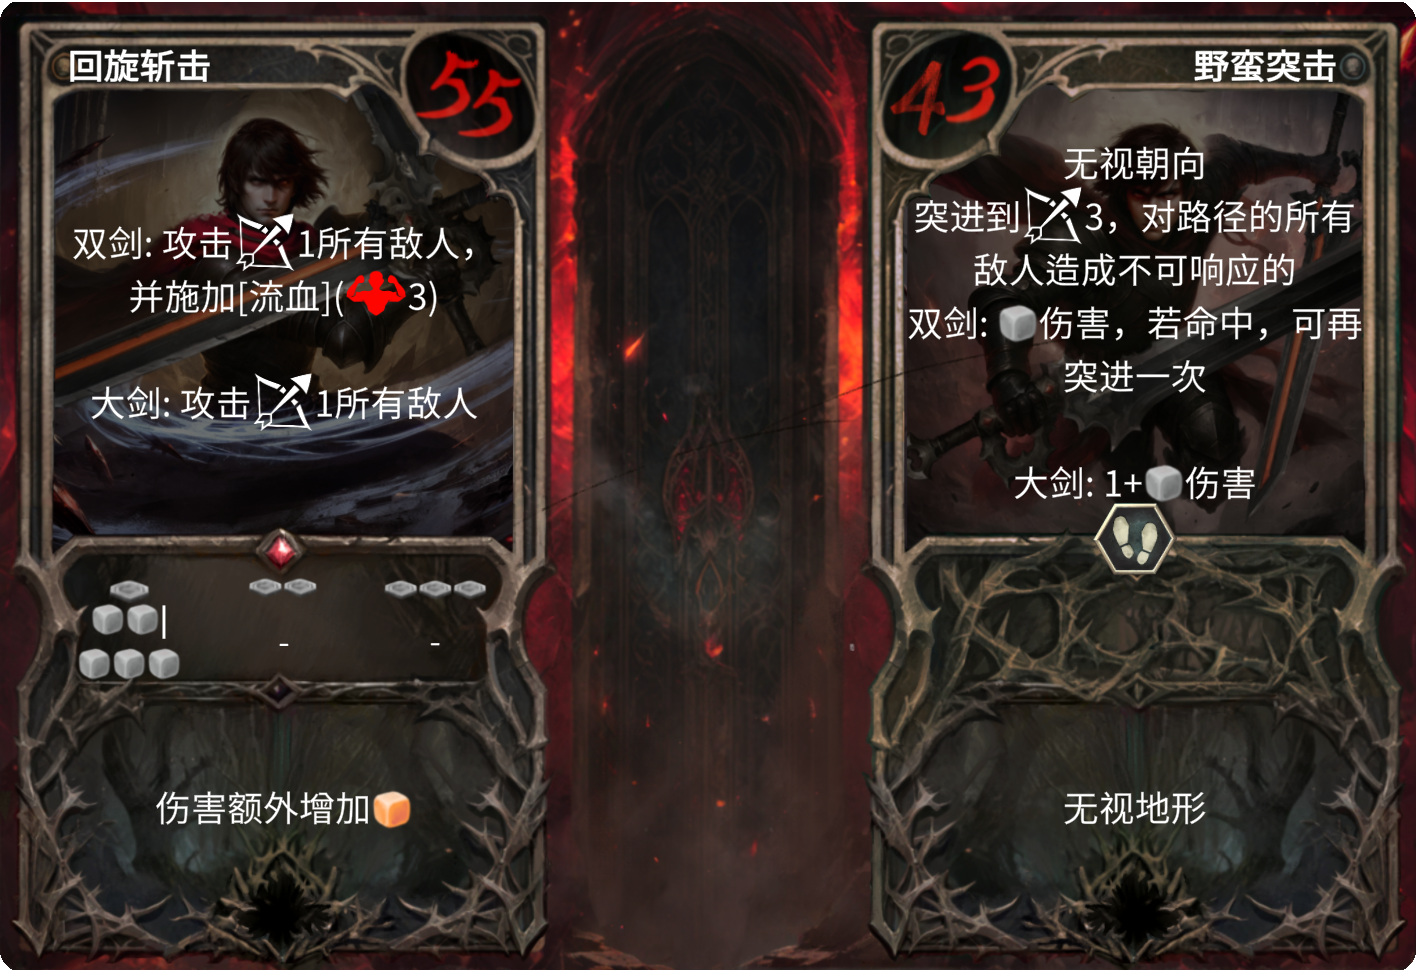 回旋斩击
55
双剑: 攻击1所有敌人，
并施加[流血](3)
大剑: 攻击1所有敌人
|
-
-
伤害额外增加
43
野蛮突击
无视朝向
突进到3，对路径的所有
敌人造成不可响应的
双剑: 伤害，若命中，可再
突进一次
大剑: 1+伤害
无视地形